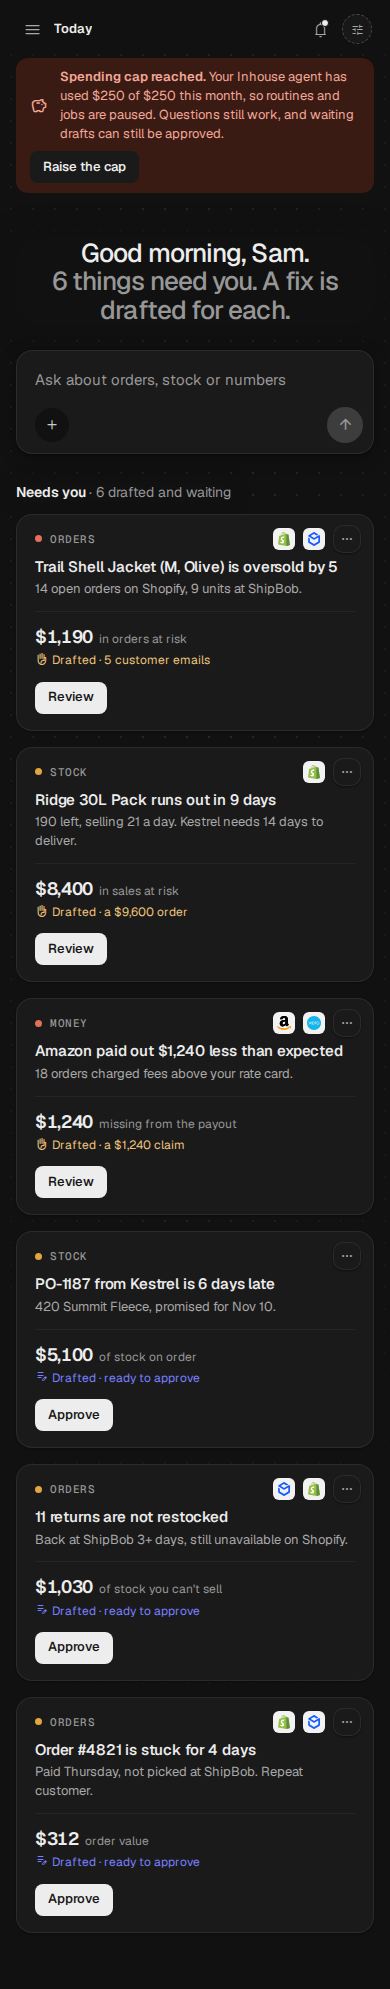 Today
Spending cap reached. Your Inhouse agent has
used $250 of $250 this month, so routines and
jobs are paused. Questions still work, and waiting
drafts can still be approved.
Raise the cap
Good morning, Sam.
6 things need you. A fix is
drafted for each.
Ask about orders, stock or numbers
Needs you · 6 drafted and waiting
ORDERS
Trail Shell Jacket (M, Olive) is oversold by 5
14 open orders on Shopify, 9 units at ShipBob.
$1,190 in orders at risk
Drafted · 5 customer emails
Review
STOCK
Ridge 30L Pack runs out in 9 days
190 left, selling 21 a day. Kestrel needs 14 days to
deliver.
$8,400 in sales at risk
Drafted · a $9,600 order
Review
MONEY
Amazon paid out $1,240 less than expected
18 orders charged fees above your rate card.
$1,240 missing from the payout
Drafted · a $1,240 claim
Review
STOCK
PO-1187 from Kestrel is 6 days late
420 Summit Fleece, promised for Nov 10.
$5,100 of stock on order
Drafted · ready to approve
Approve
ORDERS
11 returns are not restocked
Back at ShipBob 3+ days, still unavailable on Shopify.
$1,030 of stock you can't sell
Drafted · ready to approve
Approve
ORDERS
Order #4821 is stuck for 4 days
Paid Thursday, not picked at ShipBob. Repeat
customer.
$312 order value
Drafted · ready to approve
Approve